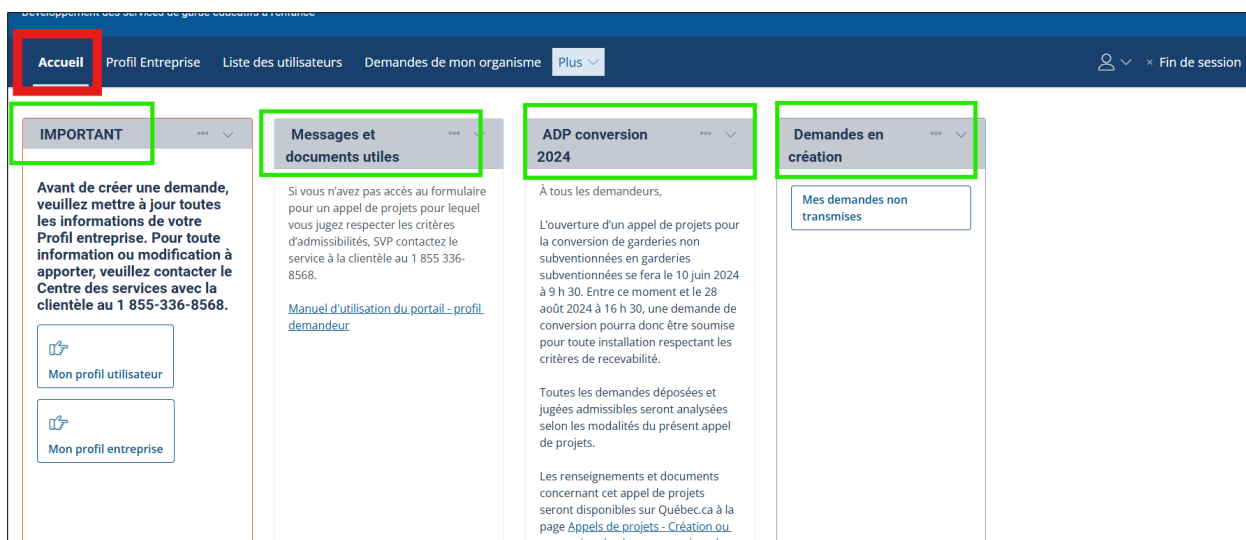 Développement des services de garde éducatifs à l'enfance
Accueil
Profil Entreprise
Liste des utilisateurs
Demandes de mon organisme
Plus
× Fin de session
IMPORTANT
Avant de créer une demande,
veuillez mettre à jour toutes
les informations de votre
Profil entreprise. Pour toute
information ou modification à
apporter, veuillez contacter le
Centre des services avec la
clientèle au 1 855-336-8568.
Mon profil utilisateur
Mon profil entreprise
Messages et
documents utiles
Si vous n'avez pas accès au formulaire
pour un appel de projets pour lequel
vous jugez respecter les critères
d'admissibilités, SVP contactez le
service à la clientèle au 1 855 336-
8568.
Manuel d'utilisation du portail - profil
demandeur
ADP conversion
2024
À tous les demandeurs,
L'ouverture d'un appel de projets pour
la conversion de garderies non
subventionnées en garderies
subventionnées se fera le 10 juin 2024
à 9 h 30. Entre ce moment et le 28
août 2024 à 16 h 30, une demande de
conversion pourra donc être soumise
pour toute installation respectant les
critères de recevabilité.
Toutes les demandes déposées et
jugées admissibles seront analysées
selon les modalités du présent appel
de projets.
Les renseignements et documents
concernant cet appel de projets
seront disponibles sur Québec.ca à la
page Appels de projets - Création ou
Demandes en
création
Mes demandes non
transmises